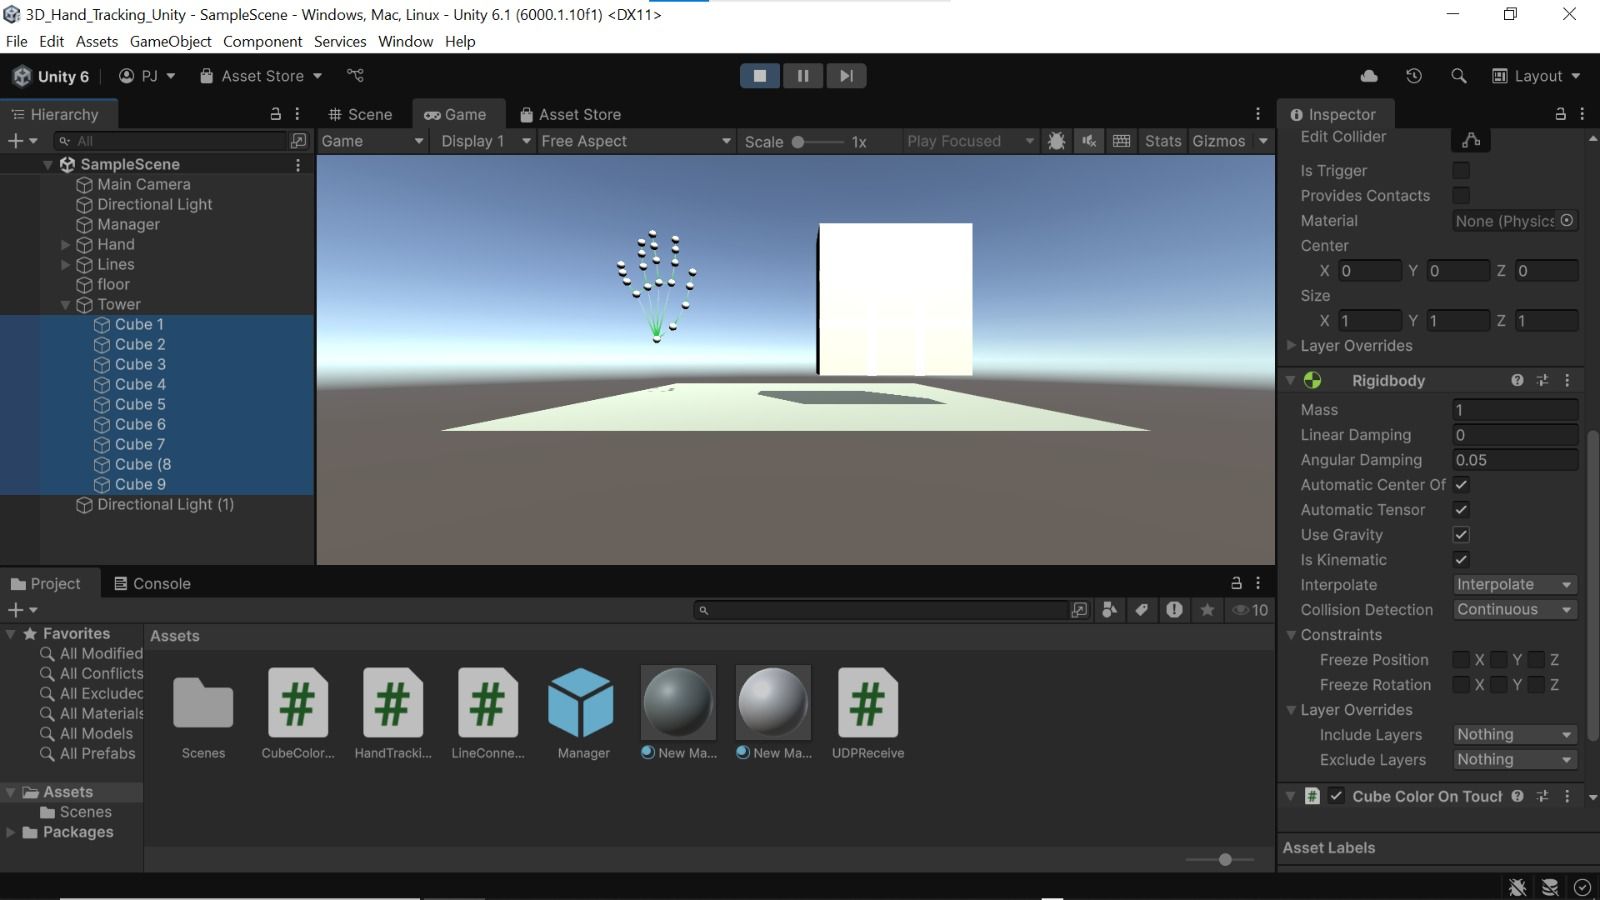 3D_Hand_Tracking_Unity - SampleScene - Windows, Mac, Linux - Unity 6.1 (6000.1.10f1) <DX11>
File Edit Assets GameObject Component Services Window Help
Unity 6 PJ Asset Store Layout
Hierarchy
All
SampleScene
Main Camera
Directional Light
Manager
Hand
Lines
floor
Tower
Cube 1
Cube 2
Cube 3
Cube 4
Cube 5
Cube 6
Cube 7
Cube (8
Cube 9
Directional Light (1)
Scene Game Asset Store
Game Display 1 Free Aspect Scale 1x Play Focused Stats Gizmos
Inspector
Edit Collider
Is Trigger
Provides Contacts
Material None (Physics
Center
X 0 Y 0 Z 0
Size
X 1 Y 1 Z 1
Layer Overrides
Rigidbody
Mass 1
Linear Damping 0
Angular Damping 0.05
Automatic Center Of
Automatic Tensor
Use Gravity
Is Kinematic
Interpolate Interpolate
Collision Detection Continuous
Constraints
Freeze Position X Y Z
Freeze Rotation X Y Z
Layer Overrides
Include Layers Nothing
Exclude Layers Nothing
Cube Color On Touch
Asset Labels
Project Console
10
Favorites
All Modified
All Conflicts
All Excluded
All Materials
All Models
All Prefabs
Assets
Scenes
Packages
Assets
Scenes CubeColor... HandTracki... LineConne... Manager New Ma... New Ma... UDPReceive